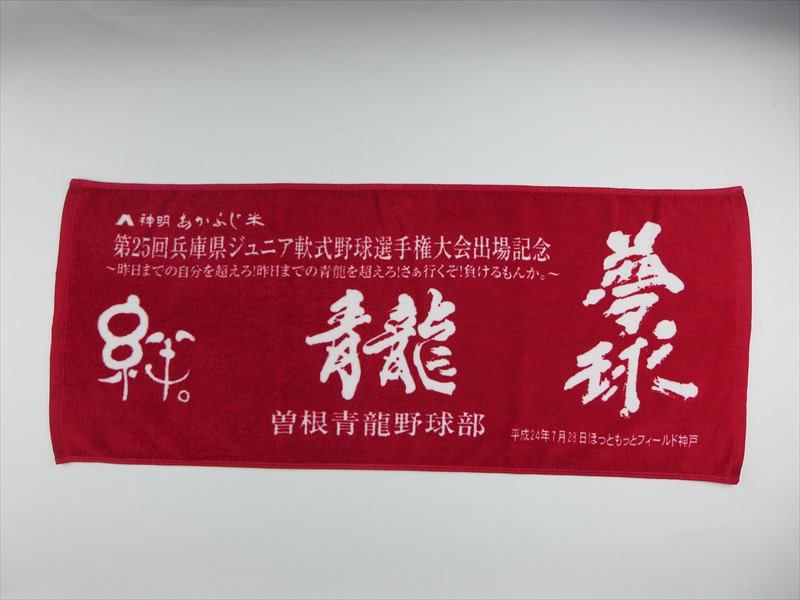 神明 あかふじ米
第25回兵庫県ジュニア軟式野球選手権大会出場記念
～昨日までの自分を超えろ!昨日までの青龍を超えろ!さぁ行くぞ!負けるもんか。～
絆。
青龍
夢球
曽根青龍野球部
平成24年7月28日ほっともっとフィールド神戸